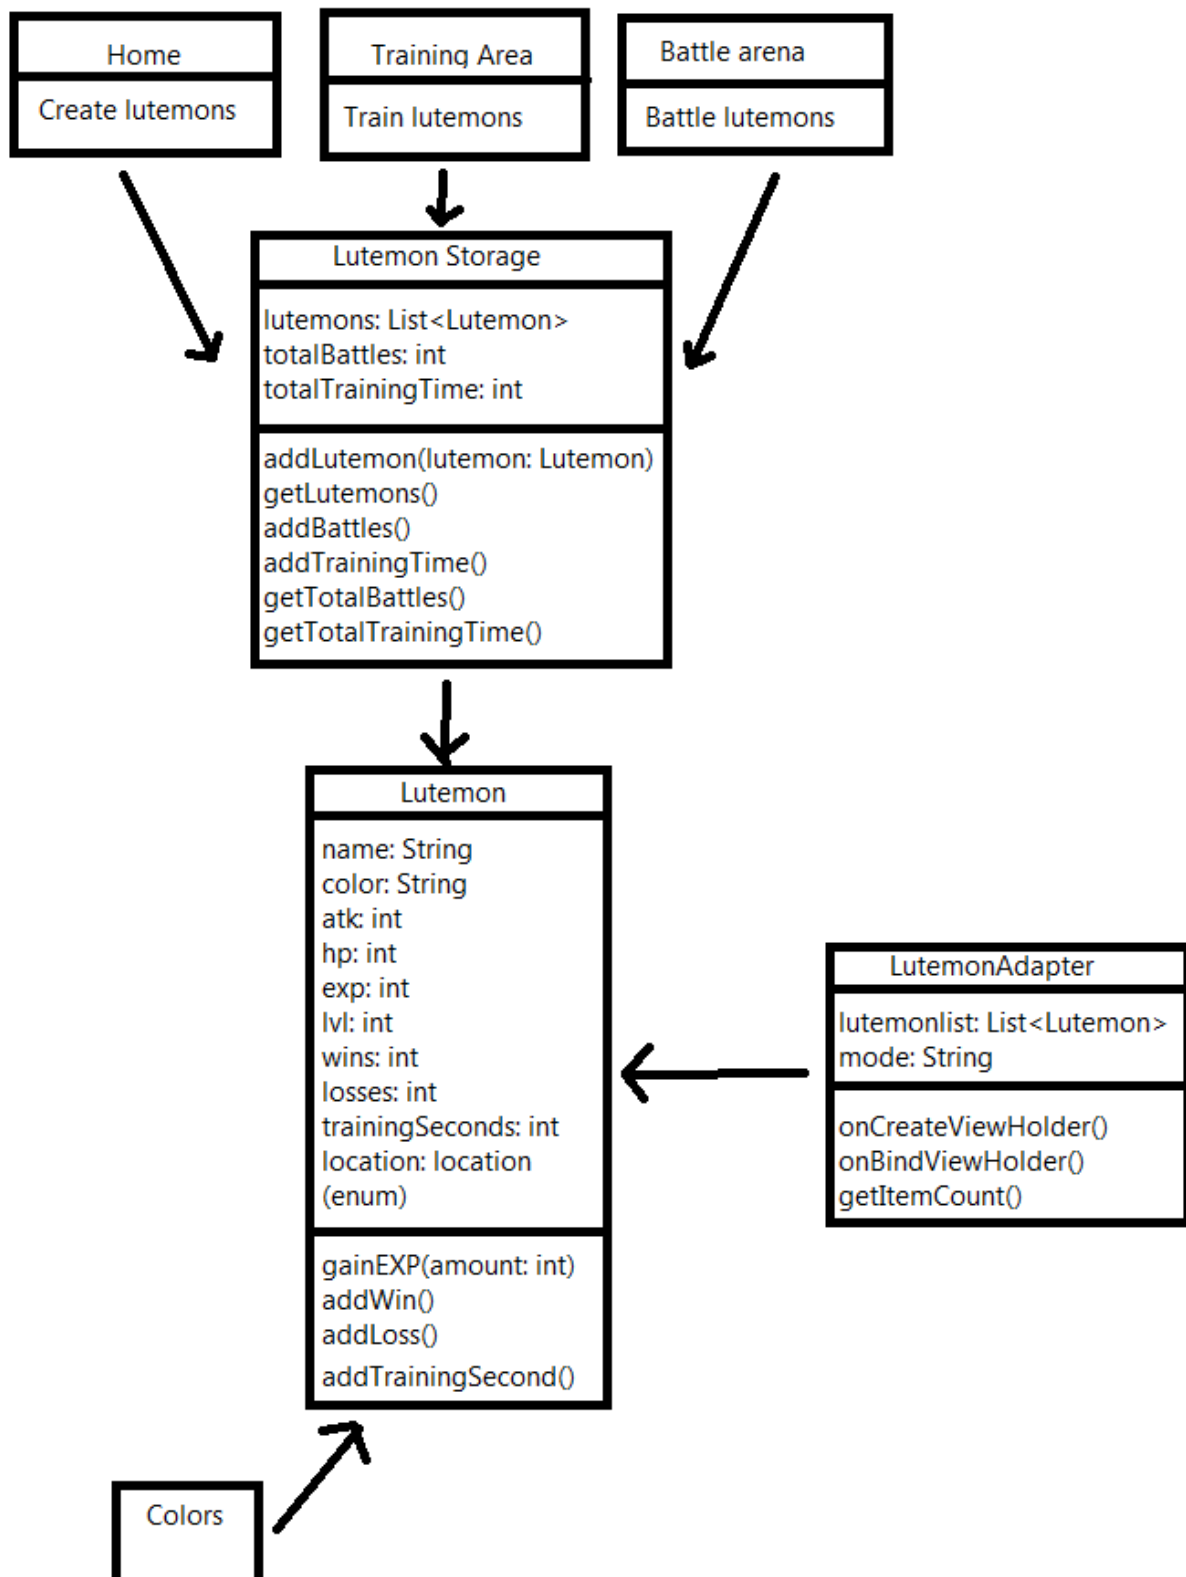 Home
Create lutemons
Training Area
Train lutemons
Battle arena
Battle lutemons
Lutemon Storage
lutemons: List<Lutemon>
totalBattles: int
totalTrainingTime: int
addLutemon(lutemon: Lutemon)
getLutemons()
addBattles()
addTrainingTime()
getTotalBattles()
getTotalTrainingTime()
Lutemon
name: String
color: String
atk: int
hp: int
exp: int
lvl: int
wins: int
losses: int
trainingSeconds: int
location: location
(enum)
gainEXP(amount: int)
addWin()
addLoss()
addTrainingSecond()
LutemonAdapter
lutemonlist: List<Lutemon>
mode: String
onCreateViewHolder()
onBindViewHolder()
getItemCount()
Colors